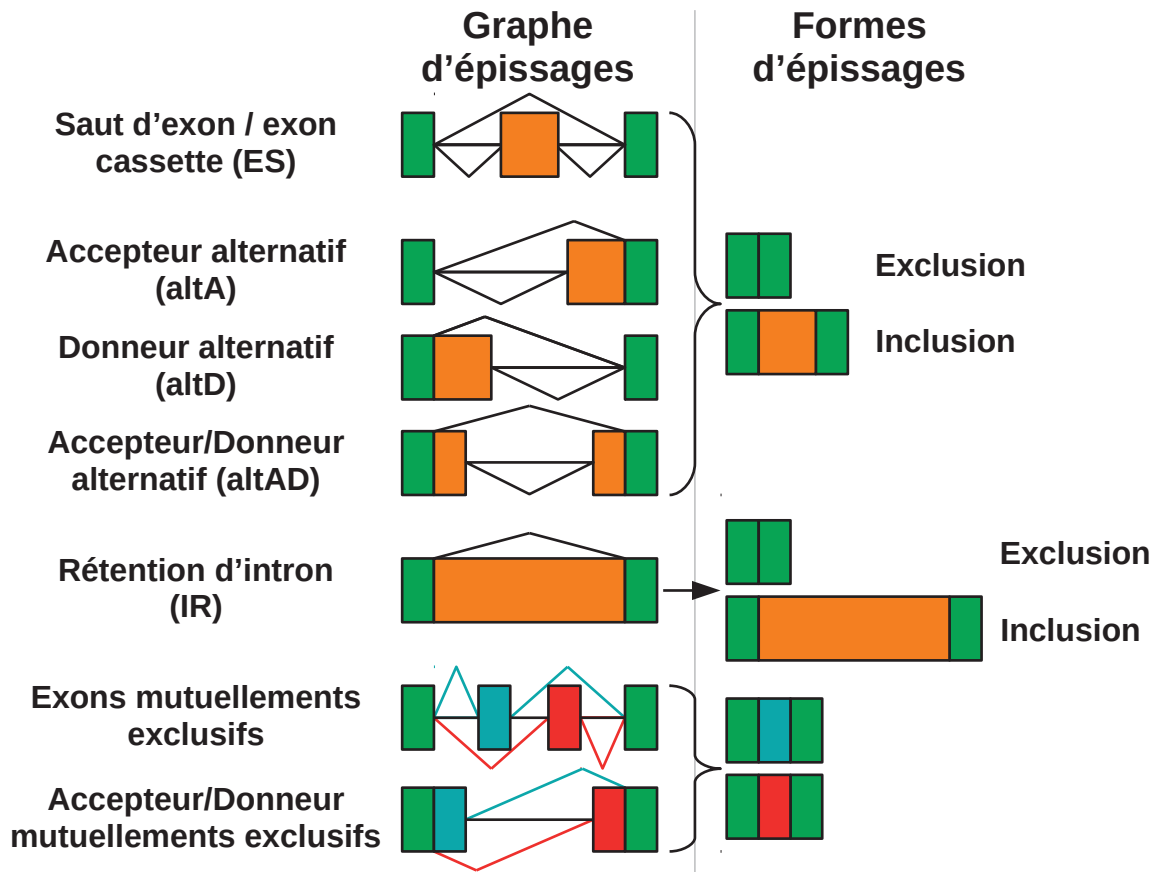 Graphe
d’épissages
Formes
d’épissages
Saut d’exon / exon
cassette (ES)
Accepteur alternatif
(altA)
Donneur alternatif
(altD)
Accepteur/Donneur
alternatif (altAD)
Exclusion
Inclusion
Rétention d’intron
(IR)
Exclusion
Inclusion
Exons mutuellements
exclusifs
Accepteur/Donneur
mutuellements exclusifs